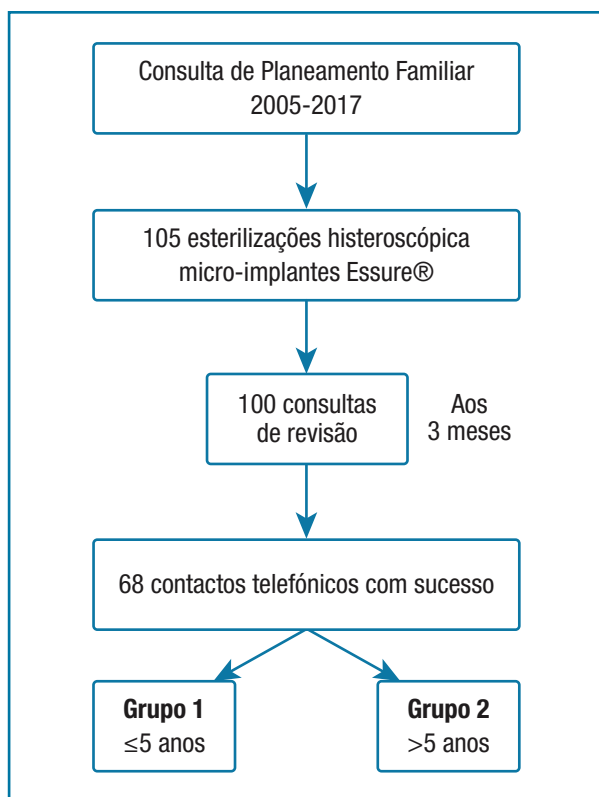 Consulta de Planeamento Familiar
2005-2017
105 esterilizações histeroscópica
micro-implantes Essure®
100 consultas
de revisão
Aos
3 meses
68 contactos telefónicos com sucesso
Grupo 1
≤5 anos
Grupo 2
>5 anos